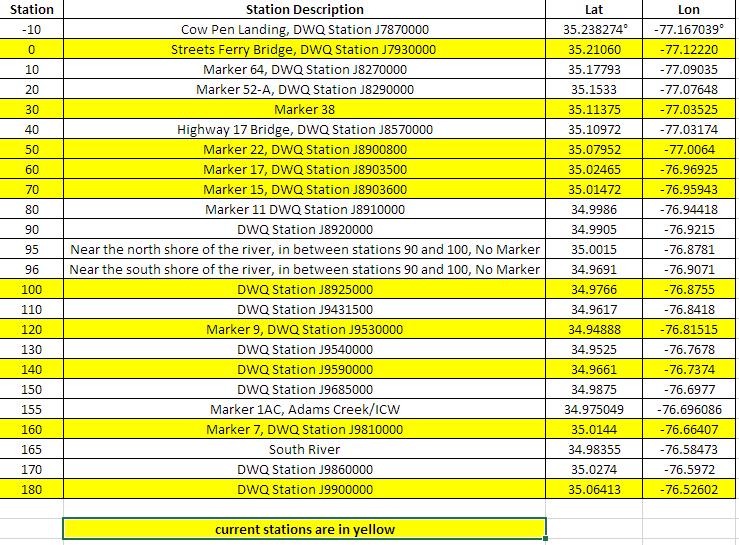 Station Station Description Lat Lon
-10 Cow Pen Landing, DWQ Station J7870000 35.238274° -77.167039°
0 Streets Ferry Bridge, DWQ Station J7930000 35.21060 -77.12220
10 Marker 64, DWQ Station J8270000 35.17793 -77.09035
20 Marker 52-A, DWQ Station J8290000 35.1533 -77.07648
30 Marker 38 35.11375 -77.03525
40 Highway 17 Bridge, DWQ Station J8570000 35.10972 -77.03174
50 Marker 22, DWQ Station J8900800 35.07952 -77.0064
60 Marker 17, DWQ Station J8903500 35.02465 -76.96925
70 Marker 15, DWQ Station J8903600 35.01472 -76.95943
80 Marker 11 DWQ Station J8910000 34.9986 -76.94418
90 DWQ Station J8920000 34.9905 -76.9215
95 Near the north shore of the river, in between stations 90 and 100, No Marker 35.0015 -76.8781
96 Near the south shore of the river, in between stations 90 and 100, No Marker 34.9691 -76.9071
100 DWQ Station J8925000 34.9766 -76.8755
110 DWQ Station J9431500 34.9617 -76.8418
120 Marker 9, DWQ Station J9530000 34.94888 -76.81515
130 DWQ Station J9540000 34.9525 -76.7678
140 DWQ Station J9590000 34.9661 -76.7374
150 DWQ Station J9685000 34.9875 -76.6977
155 Marker 1AC, Adams Creek/ICW 34.975049 -76.696086
160 Marker 7, DWQ Station J9810000 35.0144 -76.66407
165 South River 34.98355 -76.58473
170 DWQ Station J9860000 35.0274 -76.5972
180 DWQ Station J9900000 35.06413 -76.52602
current stations are in yellow